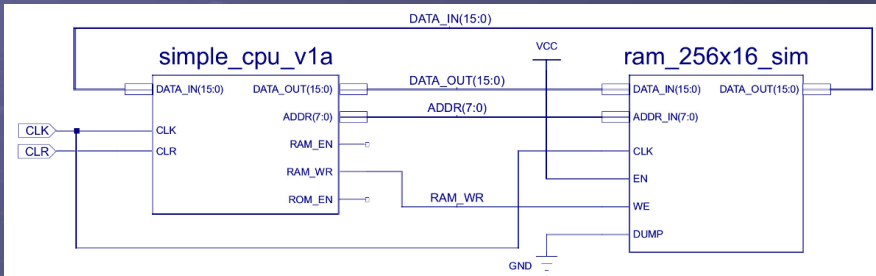 DATA_IN(15:0)
simple_cpu_v1a
VCC
ram_256x16_sim
DATA_IN(15:0)
DATA_OUT(15:0)
DATA_OUT(15:0)
DATA_IN(15:0)
DATA_OUT(15:0)
ADDR(7:0)
ADDR(7:0)
ADDR_IN(7:0)
CLK
CLK
CLR
CLR
RAM_EN
CLK
RAM_WR
EN
ROM_EN
RAM_WR
WE
DUMP
GND